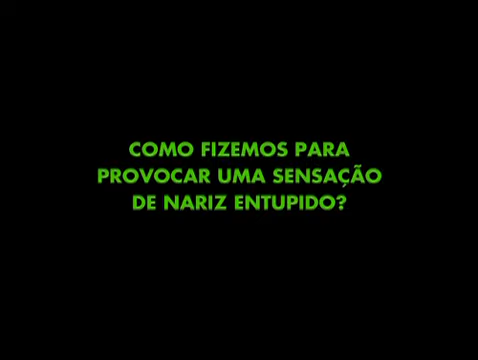 COMO FIZEMOS PARA
PROVOCAR UMA SENSAÇÃO
DE NARIZ ENTUPIDO?